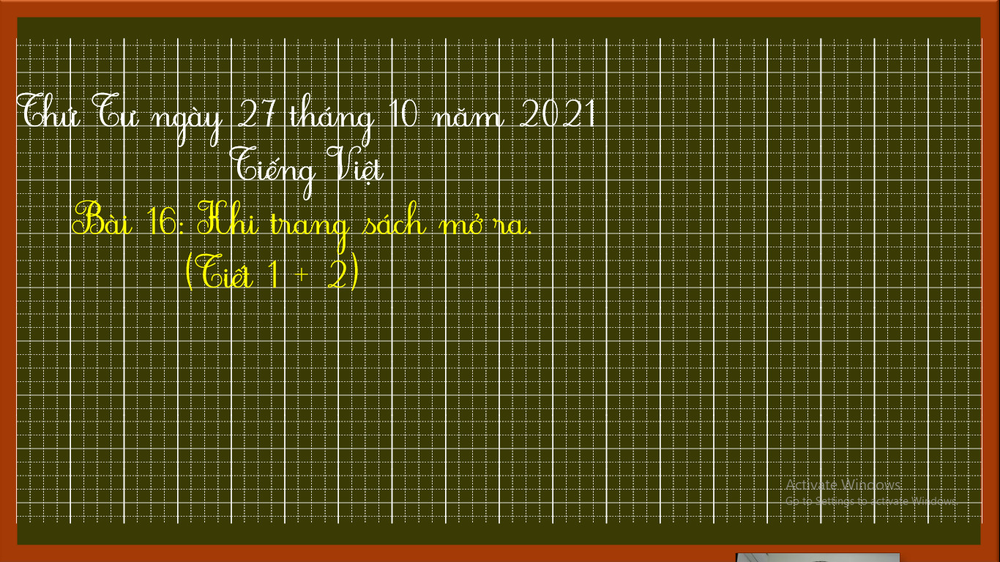 Thứ Tư ngày 27 tháng 10 năm 2021
Tiếng Việt
Bài 16: Khi trang sách mở ra.
(Tiết 1 + 2)
Activate Windows
Go to Settings to activate Windows.